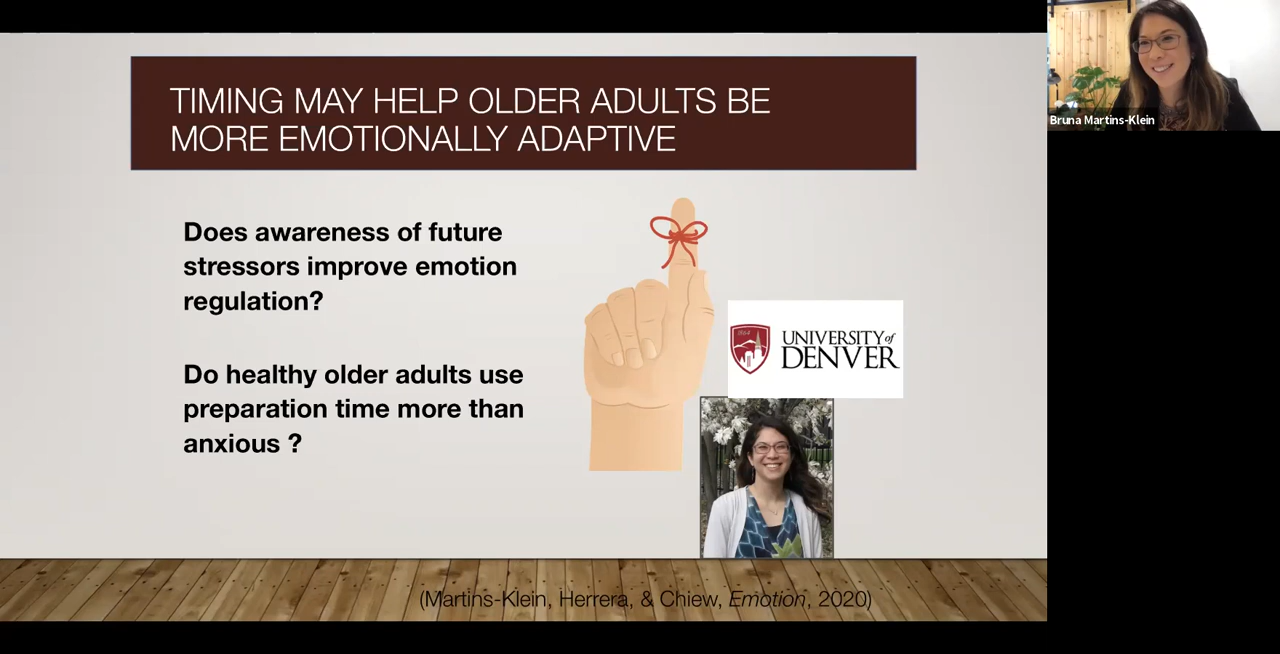 TIMING MAY HELP OLDER ADULTS BE
MORE EMOTIONALLY ADAPTIVE
Does awareness of future
stressors improve emotion
regulation?
Do healthy older adults use
preparation time more than
anxious ?
UNIVERSITY of
DENVER
(Martins-Klein, Herrera, & Chiew, Emotion, 2020)
Bruna Martins-Klein